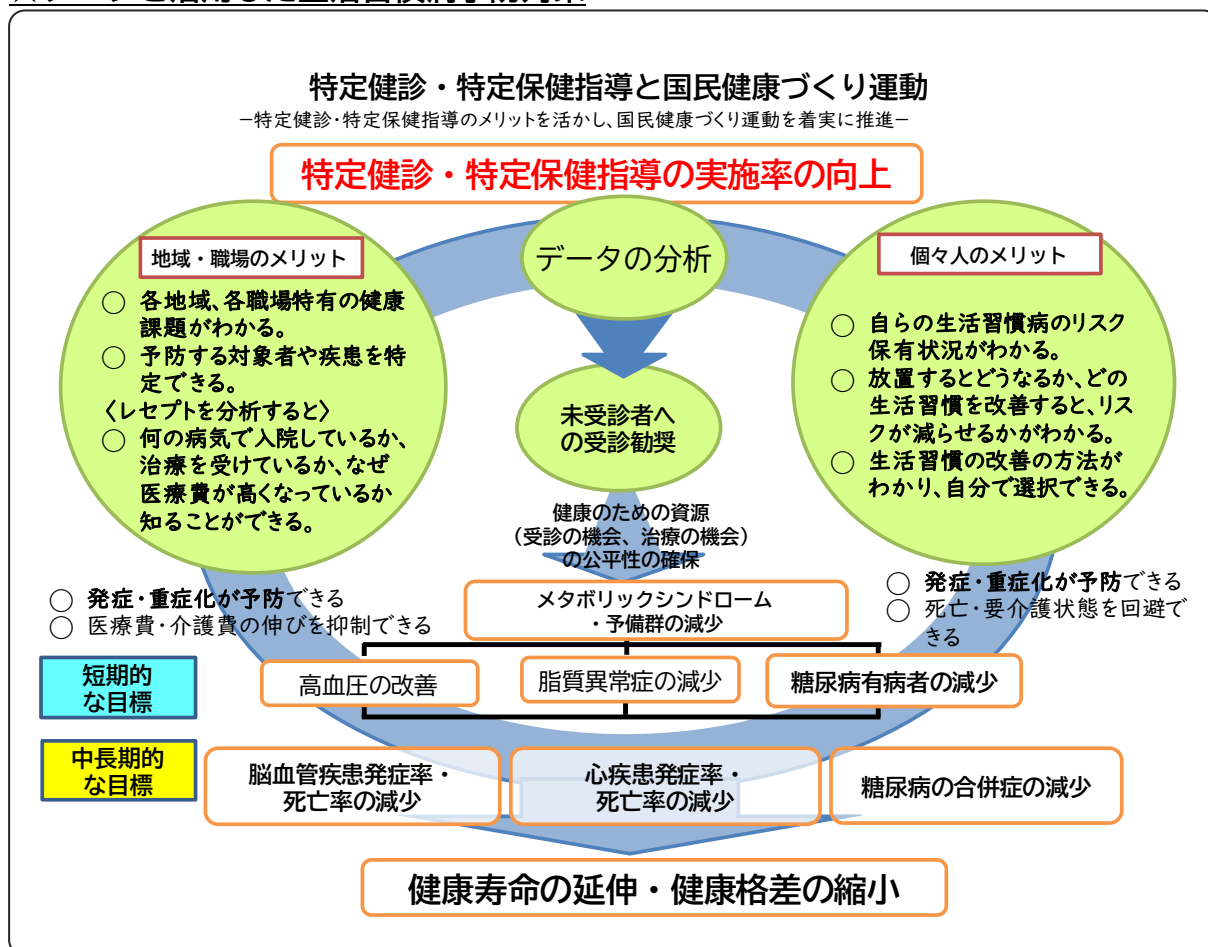 特定健診・特定保健指導と国民健康づくり運動
−特定健診・特定保健指導のメリットを活かし、国民健康づくり運動を着実に推進−
特定健診・特定保健指導の実施率の向上
地域・職場のメリット
○ 各地域、各職場特有の健康
課題がわかる。
○ 予防する対象者や疾患を特
定できる。
〈レセプトを分析すると〉
○ 何の病気で入院しているか、
治療を受けているか、なぜ
医療費が高くなっているか
知ることができる。
データの分析
未受診者へ
の受診勧奨
健康のための資源
(受診の機会、治療の機会)
の公平性の確保
個々人のメリット
○ 自らの生活習慣病のリスク
保有状況がわかる。
○ 放置するとどうなるか、どの
生活習慣を改善すると、リス
クが減らせるかがわかる。
○ 生活習慣の改善の方法が
わかり、自分で選択できる。
○ 発症・重症化が予防できる
○ 医療費・介護費の伸びを抑制できる
メタボリックシンドローム
・予備群の減少
○ 発症・重症化が予防できる
○ 死亡・要介護状態を回避で
きる
短期的
な目標
高血圧の改善
脂質異常症の減少
糖尿病有病者の減少
中長期的
な目標
脳血管疾患発症率・
死亡率の減少
心疾患発症率・
死亡率の減少
糖尿病の合併症の減少
健康寿命の延伸・健康格差の縮小